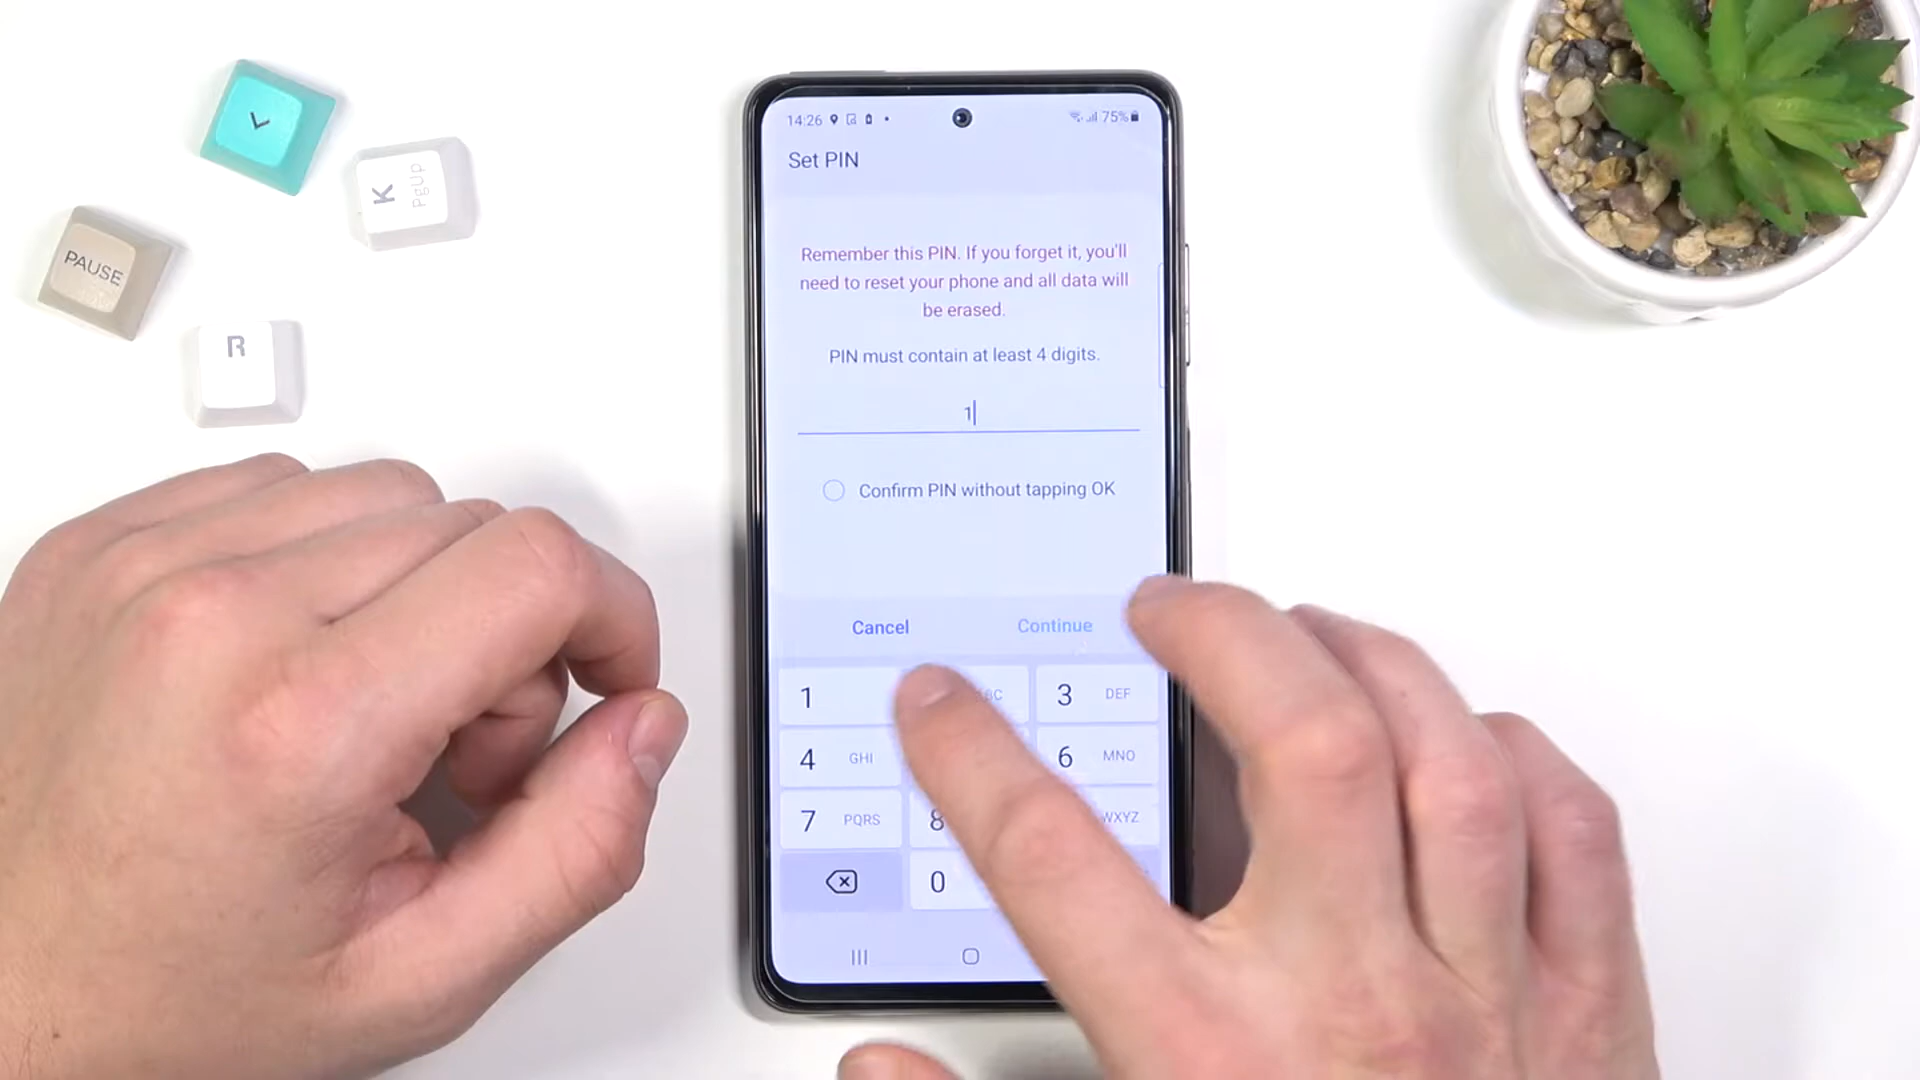 14:26
75%
Set PIN
K
PgUp
PAUSE
R
Remember this PIN. If you forget it, you'll
need to reset your phone and all data will
be erased.
PIN must contain at least 4 digits.
1
Confirm PIN without tapping OK
Cancel
Continue
1
3 DEF
4 GHI
6 MNO
7 PQRS
8
WXYZ
0